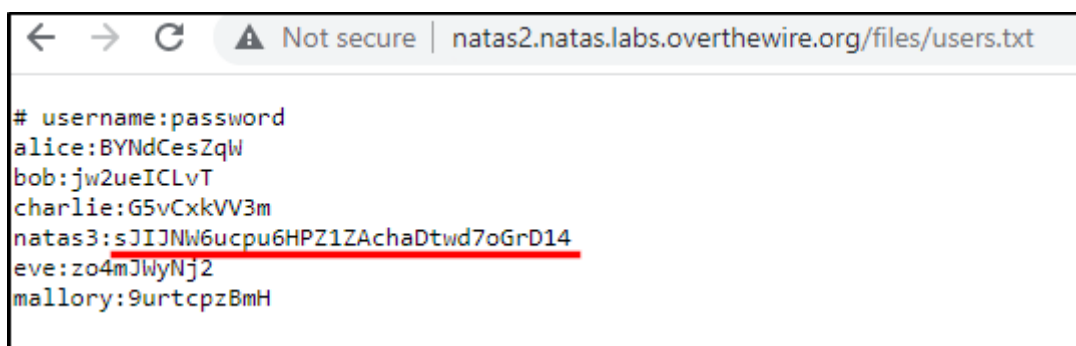 Not secure | natas2.natas.labs.overthewire.org/files/users.txt
# username:password
alice:BYNdCesZqW
bob:jw2ueICLvT
charlie:G5vCxkVV3m
natas3:sJIJNW6ucpu6HPZ1ZAchaDtwd7oGrD14
eve:zo4mJWyNj2
mallory:9urtcpzBmH